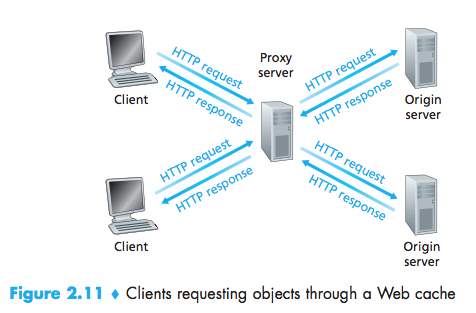 Proxy
server
HTTP request
HTTP response
Client
HTTP request
HTTP response
Origin
server
HTTP request
HTTP response
Client
HTTP request
HTTP response
Origin
server
Figure 2.11 ♦ Clients requesting objects through a Web cache